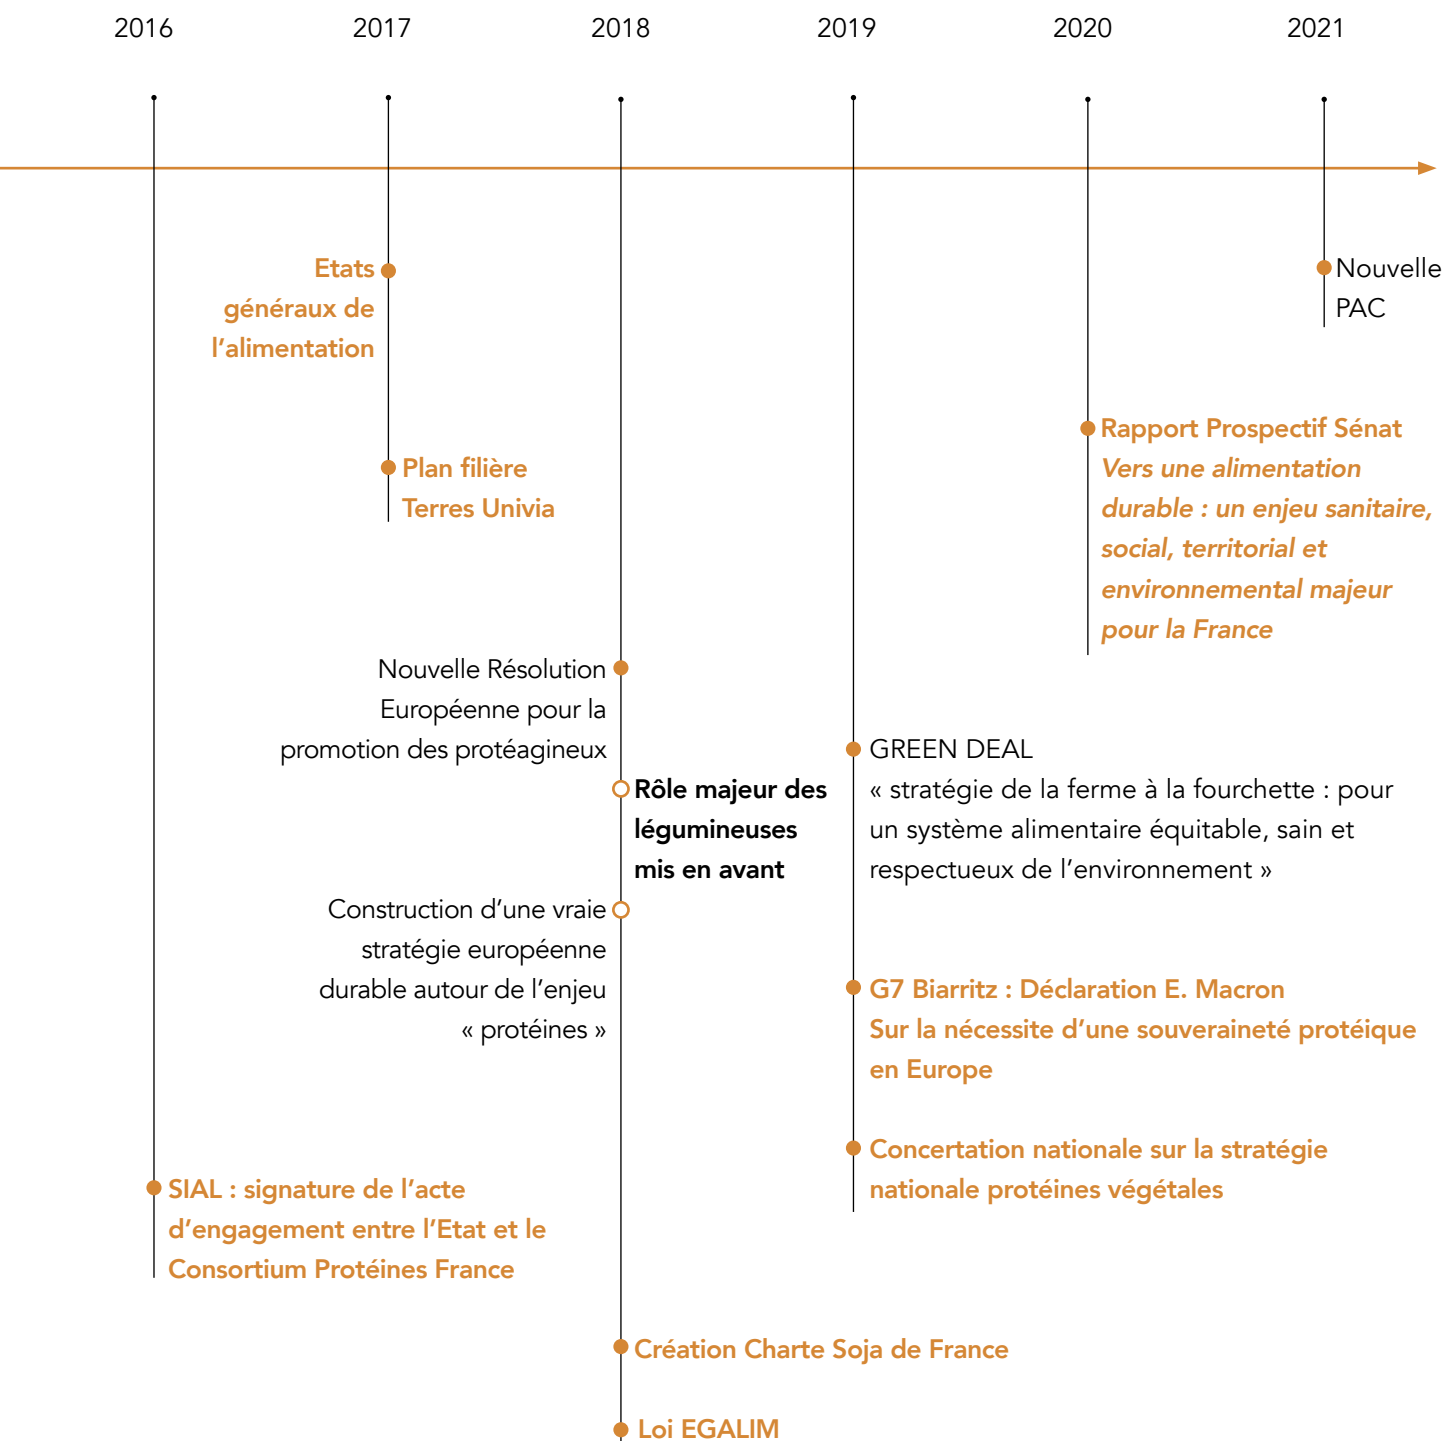 2016
2017
2018
2019
2020
2021
Etats
généraux de
l'alimentation
Nouvelle
PAC
Plan filière
Terres Univia
Rapport Prospectif Sénat
Vers une alimentation
durable : un enjeu sanitaire,
social, territorial et
environnemental majeur
pour la France
Nouvelle Résolution
Européenne pour la
promotion des protéagineux
Rôle majeur des
légumineuses
mis en avant
Construction d'une vraie
stratégie européenne
durable autour de l'enjeu
« protéines »
GREEN DEAL
« stratégie de la ferme à la fourchette : pour
un système alimentaire équitable, sain et
respectueux de l'environnement »
G7 Biarritz : Déclaration E. Macron
Sur la nécessite d'une souveraineté protéique
en Europe
Concertation nationale sur la stratégie
nationale protéines végétales
SIAL : signature de l'acte
d'engagement entre l'Etat et le
Consortium Protéines France
Création Charte Soja de France
Loi EGALIM